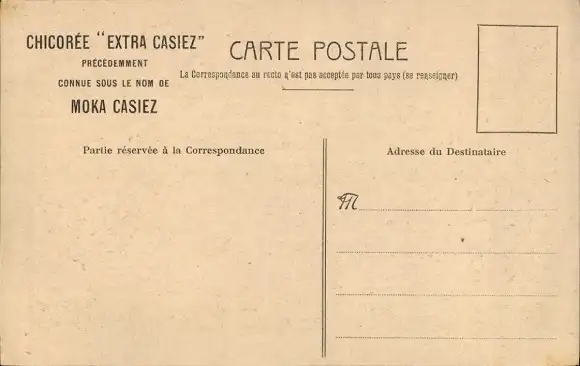 CHICORÉE "EXTRA CASIEZ"
PRÉCÉDEMMENT
CONNUE SOUS LE NOM DE
MOKA CASIEZ
CARTE POSTALE
La Correspondance au recto n'est pas acceptée par tous pays (se renseigner)
Partie réservée à la Correspondance
Adresse du Destinataire
M